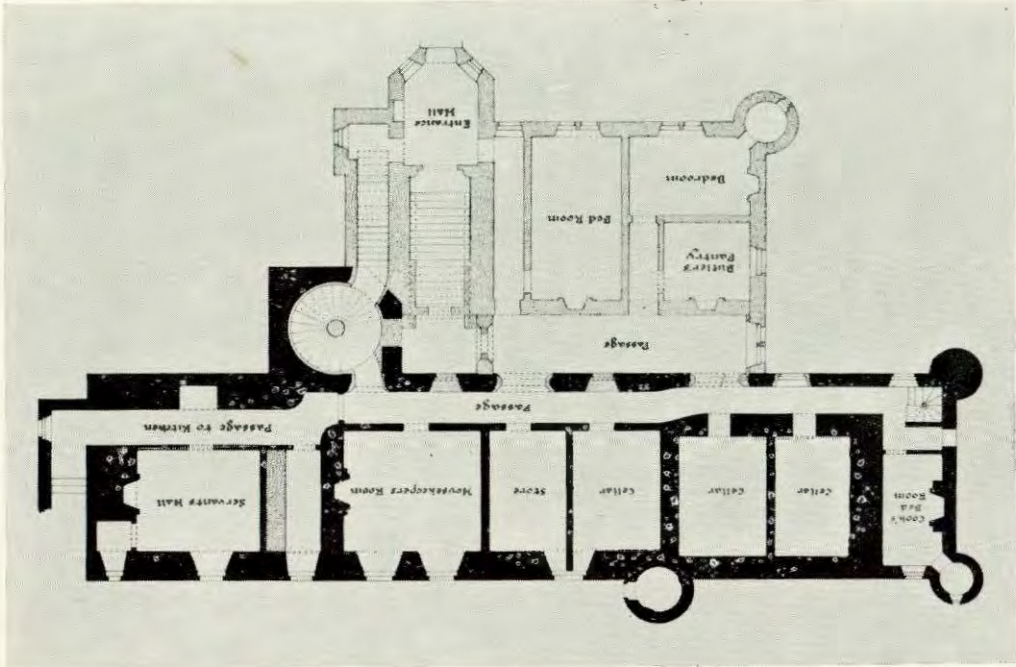 Cook's
Bed
Room
Cellar
Cellar
Cellar
Store
Housekeepers Room
Servants Hall
Passage to Kitchen
Passage
Passage
Butler's
Pantry
Bed Room
Bedroom
Entrance
Hall